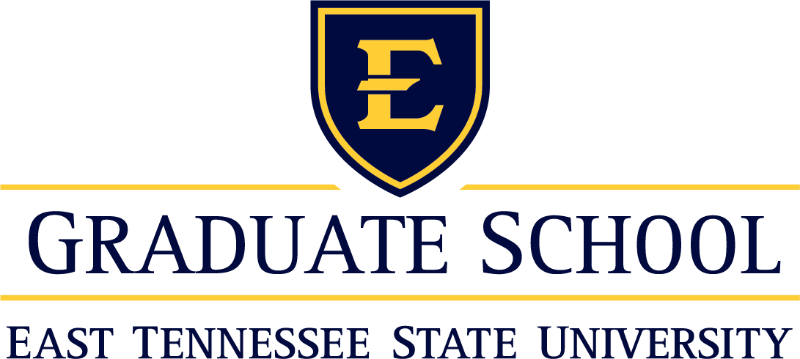 E
GRADUATE SCHOOL
EAST TENNESSEE STATE UNIVERSITY